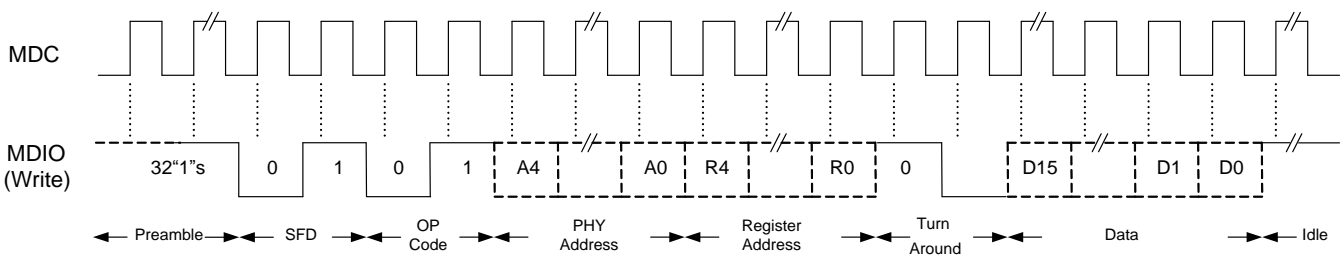 MDC
MDIO
(Write)
32“1”s 0 1 0 1 A4 A0 R4 R0 0 D15 D1 D0
Preamble SFD OP Code PHY Address Register Address Turn Around Data Idle